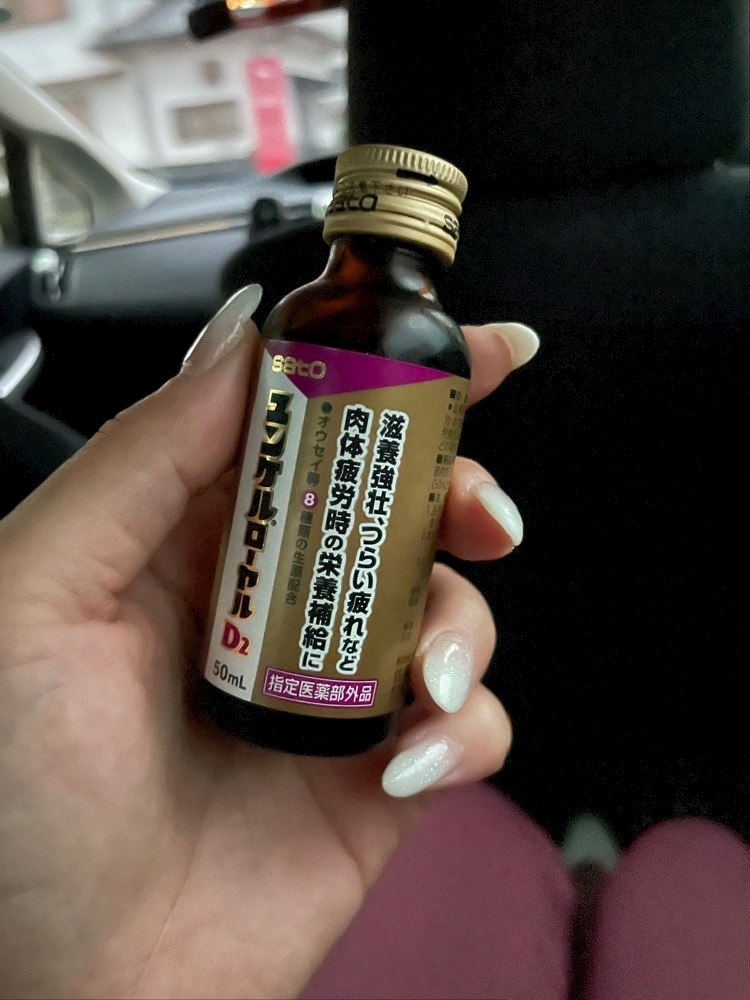 sato
sato
ユンケルローヤル
D2
50mL
滋養強壮、つらい疲れなど
肉体疲労時の栄養補給に
●オウセイ等8種類の生薬配合
指定医薬部外品